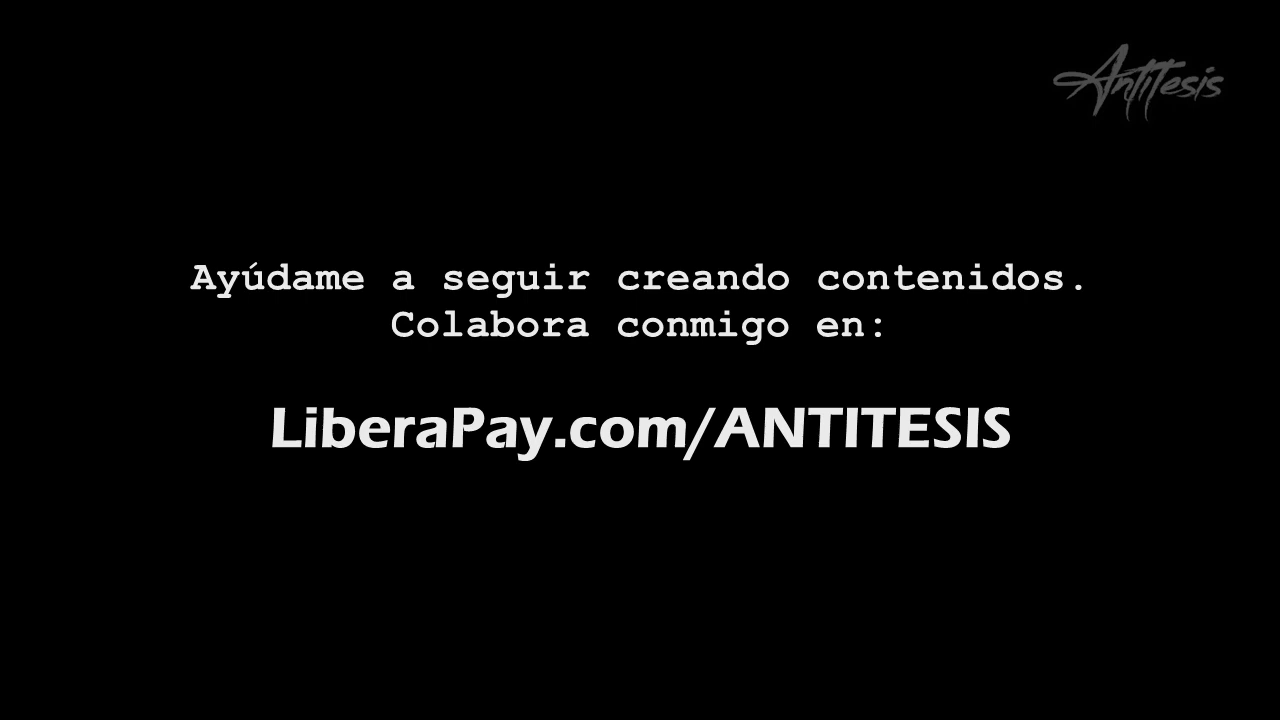 Antitesis
Ayúdame a seguir creando contenidos.
Colabora conmigo en:
LiberaPay.com/ANTITESIS